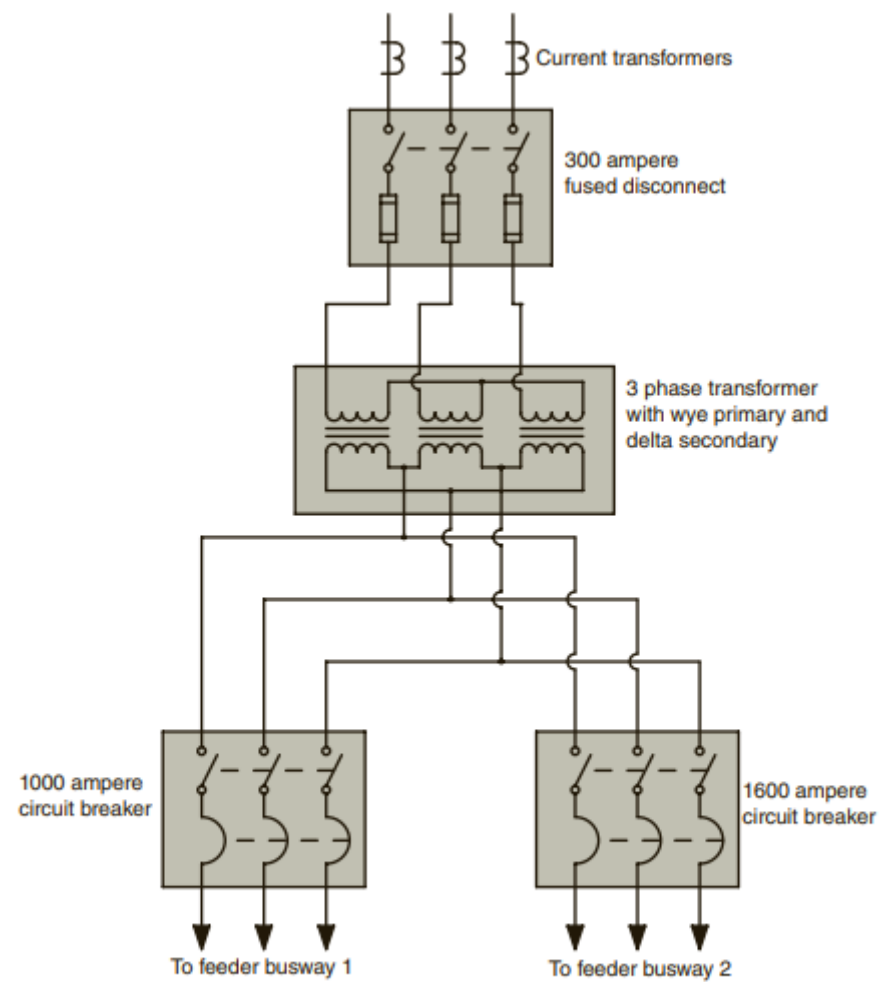 Current transformers
300 ampere
fused disconnect
3 phase transformer
with wye primary and
delta secondary
1000 ampere
circuit breaker
1600 ampere
circuit breaker
To feeder busway 1
To feeder busway 2